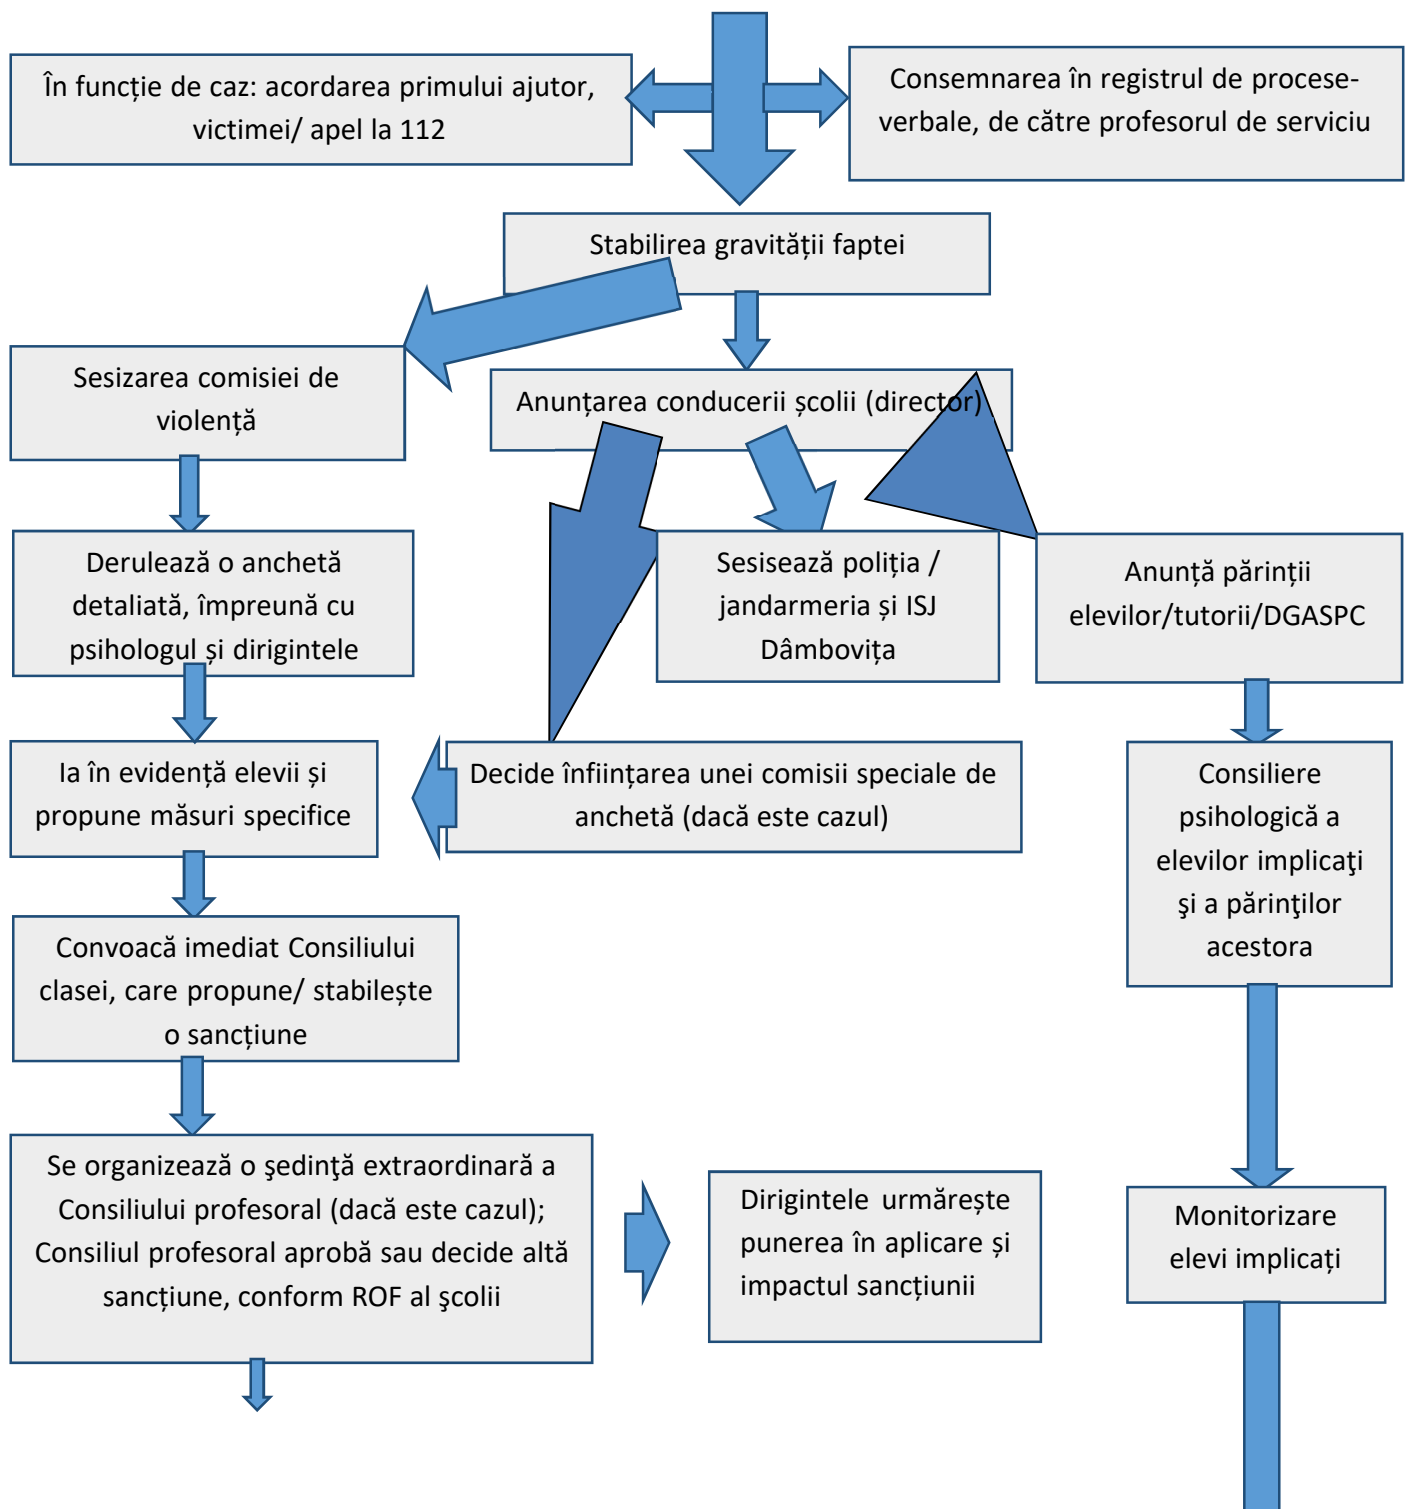 În funcție de caz: acordarea primului ajutor,
victimei/ apel la 112
Consemnarea în registrul de procese-
verbale, de către profesorul de serviciu
Stabilirea gravității faptei
Sesizarea comisiei de
violență
Anunțarea conducerii școlii (director)
Derulează o anchetă
detaliată, împreună cu
psihologul și dirigintele
Sesisează poliția /
jandarmeria și ISJ
Dâmbovița
Anunță părinții
elevilor/tutorii/DGASPC
Ia în evidență elevii și
propune măsuri specifice
Decide înființarea unei comisii speciale de
anchetă (dacă este cazul)
Consiliere
psihologică a
elevilor implicaţi
şi a părinţilor
acestora
Convoacă imediat Consiliului
clasei, care propune/ stabilește
o sancțiune
Se organizează o şedinţă extraordinară a
Consiliului profesoral (dacă este cazul);
Consiliul profesoral aprobă sau decide altă
sancțiune, conform ROF al şcolii
Dirigintele urmărește
punerea în aplicare și
impactul sancțiunii
Monitorizare
elevi implicați